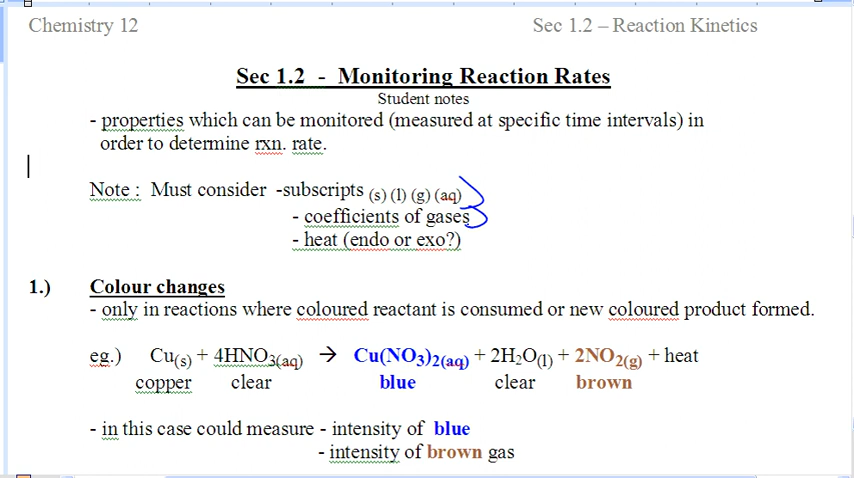 Chemistry 12 Sec 1.2 – Reaction Kinetics
Sec 1.2 - Monitoring Reaction Rates
Student notes
- properties which can be monitored (measured at specific time intervals) in
order to determine rxn. rate.
Note : Must consider -subscripts (s) (l) (g) (aq)
- coefficients of gases
- heat (endo or exo?)
1.) Colour changes
- only in reactions where coloured reactant is consumed or new coloured product formed.
eg.) Cu(s) + 4HNO3(aq) → Cu(NO3)2(aq) + 2H2O(l) + 2NO2(g) + heat
copper clear blue clear brown
- in this case could measure - intensity of blue
- intensity of brown gas